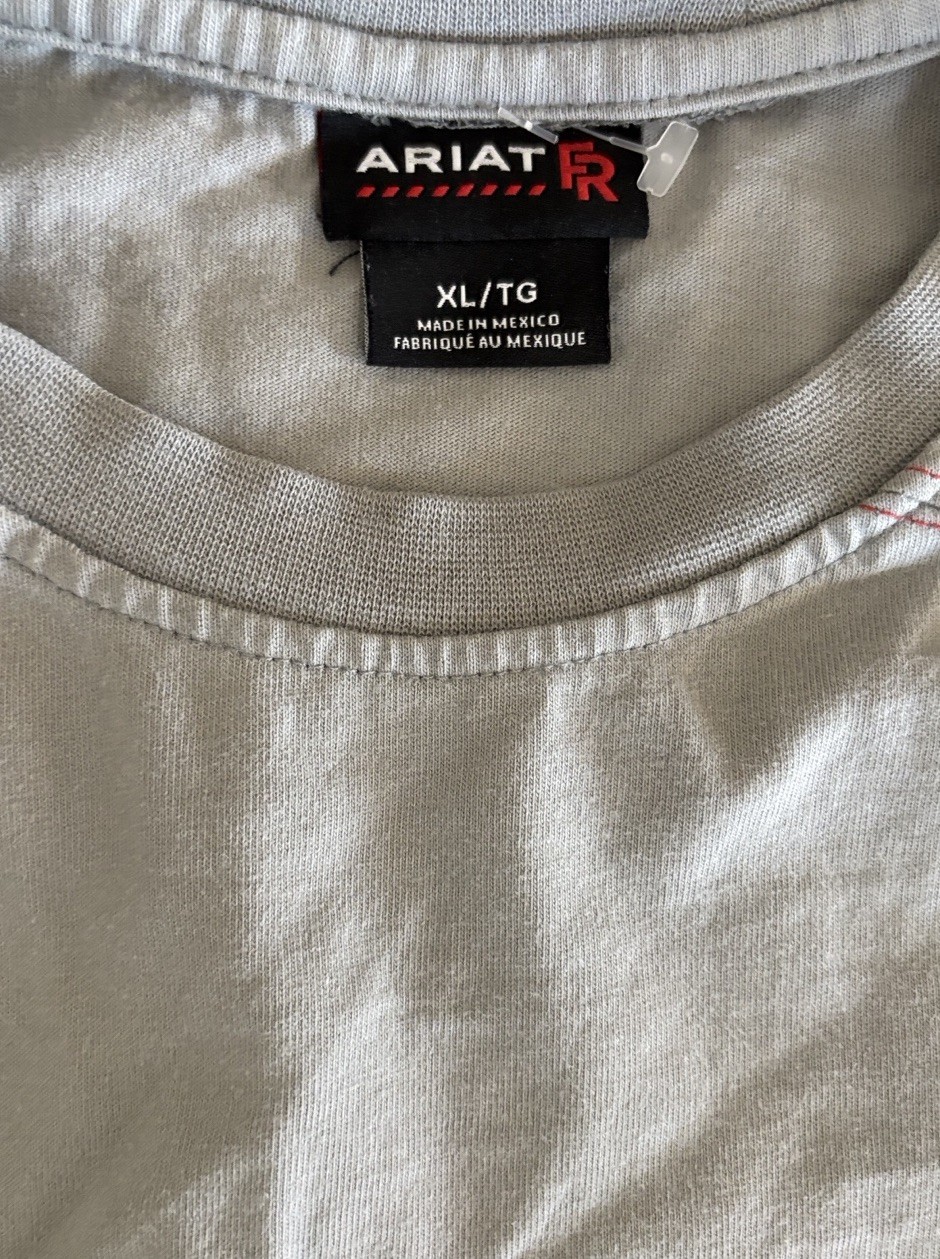 ARIAT FR
XL/TG
MADE IN MEXICO
FABRIQUÉ AU MEXIQUE